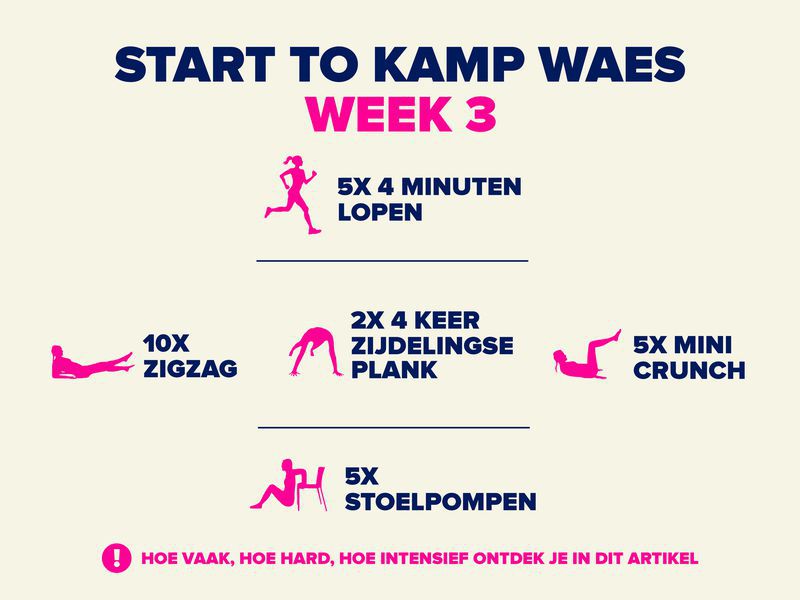 START TO KAMP WAES
WEEK 3
5X 4 MINUTEN
LOPEN
10X
ZIGZAG
2X 4 KEER
ZIJDELINGSE
PLANK
5X MINI
CRUNCH
5X
STOELPOMPEN
! HOE VAAK, HOE HARD, HOE INTENSIEF ONTDEK JE IN DIT ARTIKEL